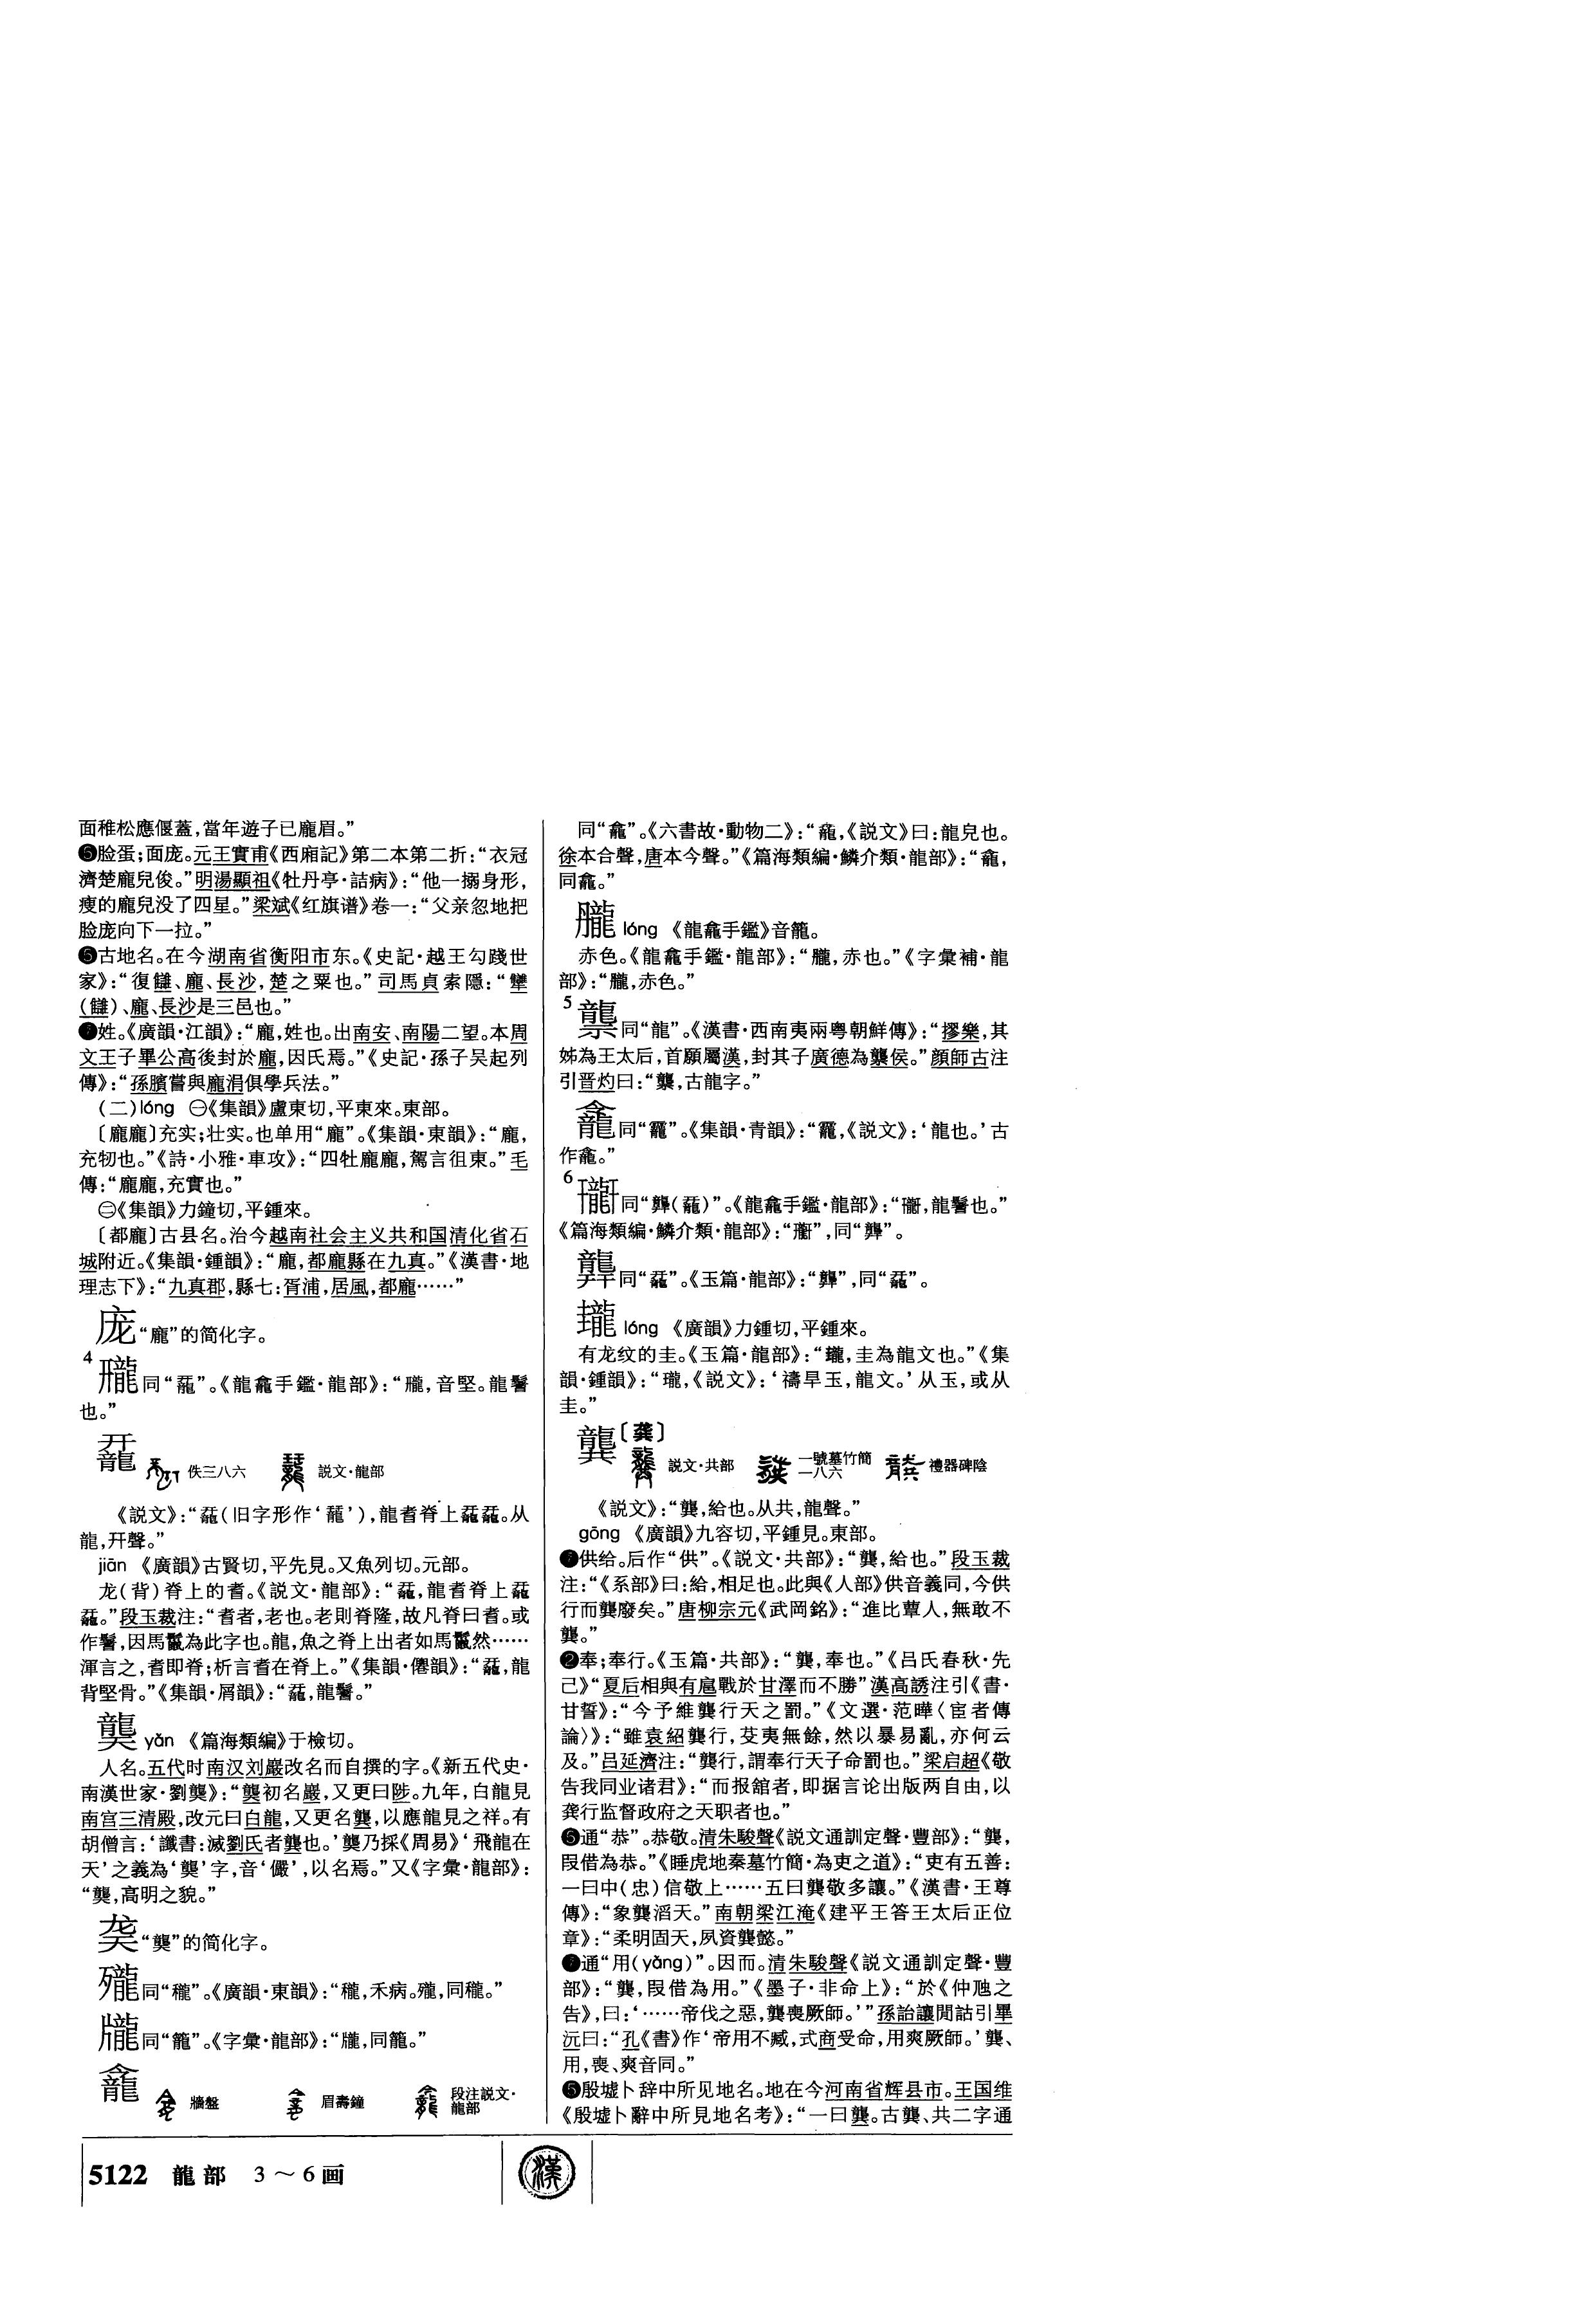 面稚松應偃蓋，當年遊子已龐眉。”
❺脸蛋；面庞。元王實甫《西廂記》第二本第二折：“衣冠
濟楚龐兒俊。”明湯顯祖《牡丹亭·詰病》：“他一搦身形，
瘦的龐兒没了四星。”梁斌《红旗谱》卷一：“父亲忽地把
脸庞向下一拉。”
❺古地名。在今湖南省衡阳市东。《史記·越王勾踐世
家》：“復讎、龐、長沙，楚之粟也。”司馬貞索隱：“犫
（讎）、龐、長沙是三邑也。”
❼姓。《廣韻·江韻》：“龐，姓也。出南安、南陽二望。本周
文王子畢公高後封於龐，因氏焉。”《史記·孫子吴起列
傳》：“孫臏嘗與龐涓俱學兵法。”
（二）lóng ㊀《集韻》盧東切，平東來。東部。
〔龐龐〕充实；壮实。也单用“龐”。《集韻·東韻》：“龐，
充牣也。”《詩·小雅·車攻》：“四牡龐龐，駕言徂東。”毛
傳：“龐龐，充實也。”
㊁《集韻》力鐘切，平鍾來。
〔都龐〕古县名。治今越南社会主义共和国清化省石
城附近。《集韻·鍾韻》：“龐，都龐縣在九真。”《漢書·地
理志下》：“九真郡，縣七：胥浦，居風，都龐……”
庞“龐”的简化字。
4
同“龖”。《龍龕手鑑·龍部》：“，音堅。龍鬐
也。”
佚三八六 説文·龍部
《説文》：“（旧字形作‘’），龍耆脊上。从
龍，幵聲。”
jiān 《廣韻》古賢切，平先見。又魚列切。元部。
龙（背）脊上的耆。《説文·龍部》：“，龍耆脊上
。”段玉裁注：“耆者，老也。老則脊隆，故凡脊曰耆。或
作鬐，因馬鬣為此字也。龍，魚之脊上出者如馬鬣然……
渾言之，耆即脊；析言耆在脊上。”《集韻·僊韻》：“，龍
背堅骨。”《集韻·屑韻》：“，龍鬐。”
龑 yǎn 《篇海類編》于檢切。
人名。五代时南汉刘巖改名而自撰的字。《新五代史·
南漢世家·劉龑》：“龑初名巖，又更曰陟。九年，白龍見
南宫三清殿，改元曰白龍，又更名龑，以應龍見之祥。有
胡僧言：‘讖書：滅劉氏者龑也。’龑乃採《周易》‘飛龍在
天’之義為‘龑’字，音‘儼’，以名焉。”又《字彙·龍部》：
“龑，高明之貌。”
䶮“龑”的简化字。
同“䆍”。《廣韻·東韻》：“䆍，禾病。，同䆍。”
同“籠”。《字彙·龍部》：“，同籠。”
龕 牆盤 眉壽鐘 段注説文·
龍部
同“龕”。《六書故·動物二》：“龕，《説文》曰：龍皃也。
徐本合聲，唐本今聲。”《篇海類編·鱗介類·龍部》：“，
同龕。”
lóng 《龍龕手鑑》音籠。
赤色。《龍龕手鑑·龍部》：“，赤也。”《字彙補·龍
部》：“，赤色。”
5
同“龍”。《漢書·西南夷兩粤朝鮮傳》：“摎樂，其
姊為王太后，首願屬漢，封其子廣德為侯。”顔師古注
引晋灼曰：“，古龍字。”
同“龗”。《集韻·青韻》：“龗，《説文》：‘龍也。’古
作。”
6
同“（）”。《龍龕手鑑·龍部》：“，龍鬐也。”
《篇海類編·鱗介類·龍部》：“”，同“”。
同“”。《玉篇·龍部》：“”，同“”。
lóng 《廣韻》力鍾切，平鍾來。
有龙纹的圭。《玉篇·龍部》：“，圭為龍文也。”《集
韻·鍾韻》：“瓏，《説文》：‘禱旱玉，龍文。’从玉，或从
圭。”
龔〔龚〕
説文·共部 一號墓竹簡
一八六 禮器碑陰
《説文》：“龔，給也。从共，龍聲。”
gōng 《廣韻》九容切，平鍾見。東部。
❶供给。后作“供”。《説文·共部》：“龔，給也。”段玉裁
注：“《系部》曰：給，相足也。此與《人部》供音義同，今供
行而龔廢矣。”唐柳宗元《武岡銘》：“進比蕈人，無敢不
龔。”
❷奉；奉行。《玉篇·共部》：“龔，奉也。”《吕氏春秋·先
己》“夏后相與有扈戰於甘澤而不勝”漢高誘注引《書·
甘誓》：“今予維龔行天之罰。”《文選·范曄〈宦者傳
論〉》：“雖袁紹龔行，芟夷無餘，然以暴易亂，亦何云
及。”吕延濟注：“龔行，謂奉行天子命罰也。”梁启超《敬
告我同业诸君》：“而报舘者，即据言论出版两自由，以
龚行监督政府之天职者也。”
❺通“恭”。恭敬。清朱駿聲《説文通訓定聲·豐部》：“龔，
叚借為恭。”《睡虎地秦墓竹簡·為吏之道》：“吏有五善：
一曰中（忠）信敬上……五曰龔敬多讓。”《漢書·王尊
傳》：“象龔滔天。”南朝梁江淹《建平王答王太后正位
章》：“柔明固天，夙資龔懿。”
❼通“用（yǎng）”。因而。清朱駿聲《説文通訓定聲·豐
部》：“龔，叚借為用。”《墨子·非命上》：“於《仲虺之
告》，曰：‘……帝伐之惡，龔喪厥師。’”孫詒讓閒詁引畢
沅曰：“孔《書》作‘帝用不臧，式商受命，用爽厥師。’龔、
用，喪、爽音同。”
❺殷墟卜辞中所见地名。地在今河南省辉县市。王国维
《殷墟卜辭中所見地名考》：“一曰龔。古龔、共二字通
5122 龍部 3～6画
漢